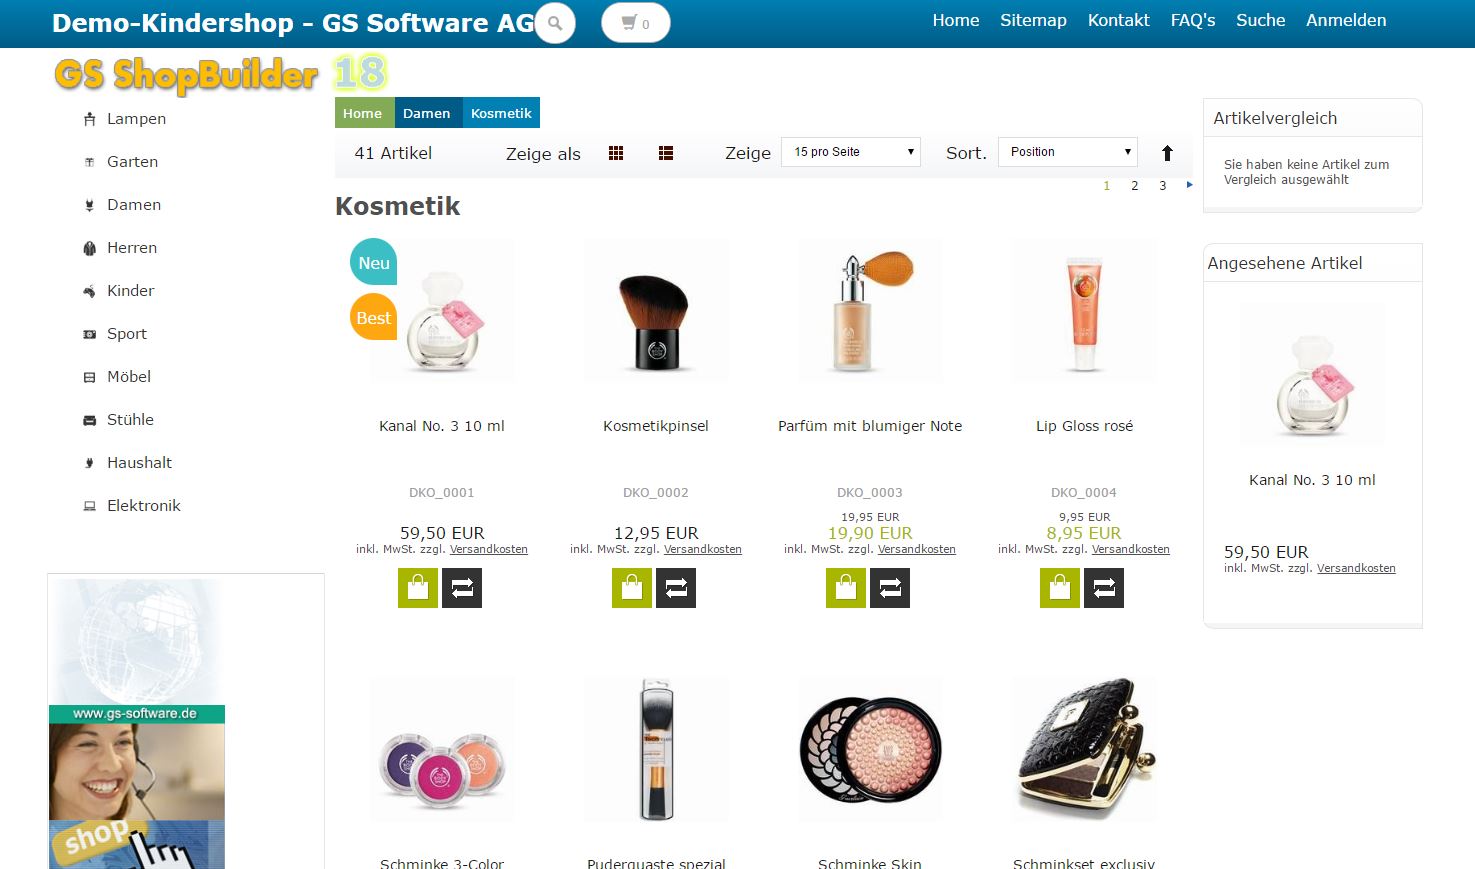 Demo-Kindershop - GS Software AG
0
Home Sitemap Kontakt FAQ's Suche Anmelden
GS ShopBuilder 18
Lampen
Garten
Damen
Herren
Kinder
Sport
Möbel
Stühle
Haushalt
Elektronik
www.gs-software.de
shop
Home Damen Kosmetik
41 Artikel Zeige als Zeige 15 pro Seite Sort. Position
1 2 3
Kosmetik
Neu
Best
Kanal No. 3 10 ml Kosmetikpinsel Parfüm mit blumiger Note Lip Gloss rosé
DKO_0001 DKO_0002 DKO_0003 DKO_0004
19,95 EUR 9,95 EUR
59,50 EUR 12,95 EUR 19,90 EUR 8,95 EUR
inkl. MwSt. zzgl. Versandkosten inkl. MwSt. zzgl. Versandkosten inkl. MwSt. zzgl. Versandkosten inkl. MwSt. zzgl. Versandkosten
Schminke 3-Color Puderquaste spezial Schminke Skin Schminkset exclusiv
Artikelvergleich
Sie haben keine Artikel zum
Vergleich ausgewählt
Angesehene Artikel
Kanal No. 3 10 ml
59,50 EUR
inkl. MwSt. zzgl. Versandkosten